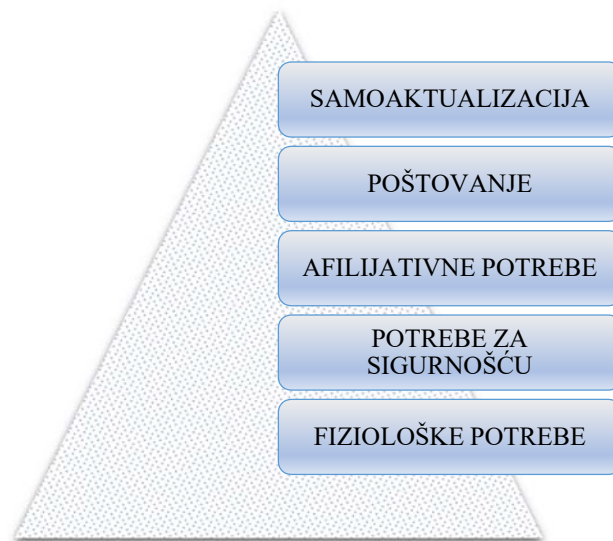 SAMOAKTUALIZACIJA
POŠTOVANJE
AFILIJATIVNE POTREBE
POTREBE ZA
SIGURNOŠĆU
FIZIOLOŠKE POTREBE